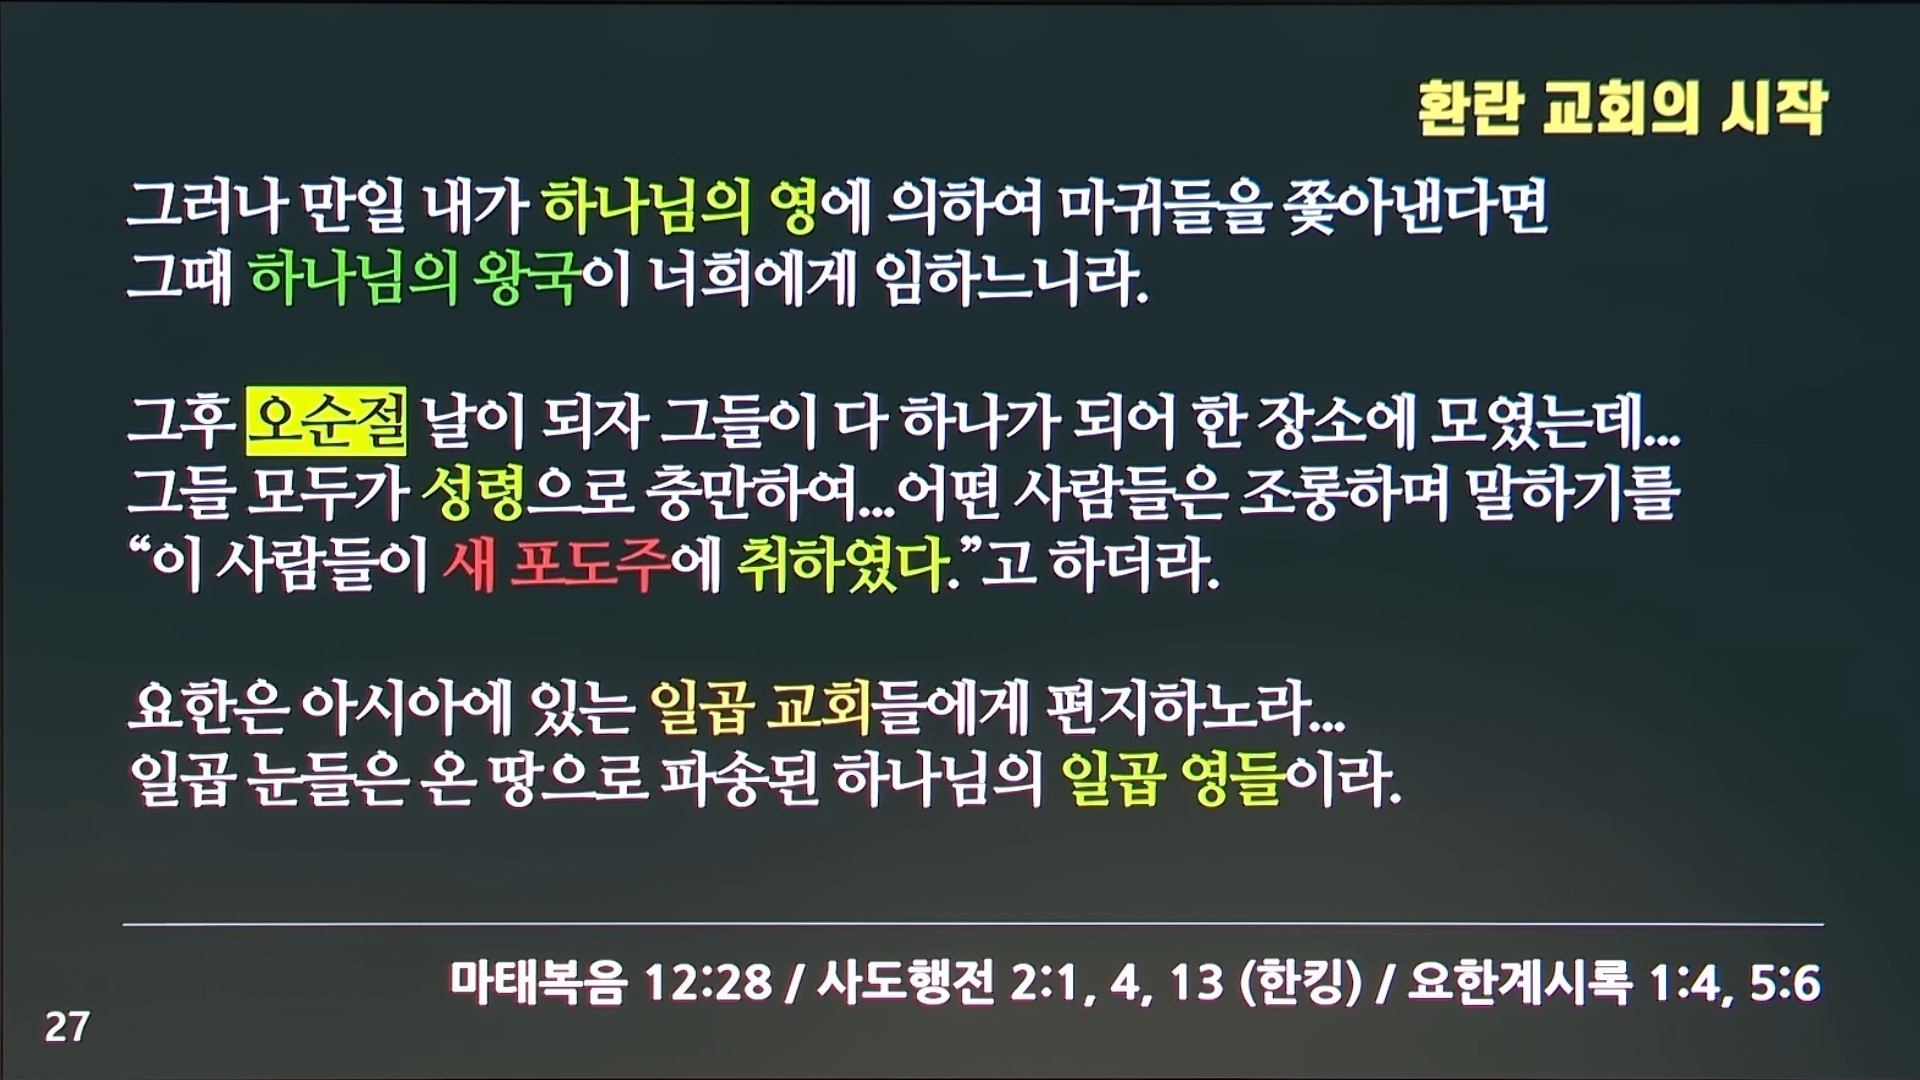 환란 교회의 시작
그러나 만일 내가 하나님의 영에 의하여 마귀들을 쫓아낸다면
그때 하나님의 왕국이 너희에게 임하느니라.
그후 오순절 날이 되자 그들이 다 하나가 되어 한 장소에 모였는데...
그들 모두가 성령으로 충만하여...어떤 사람들은 조롱하며 말하기를
“이 사람들이 새 포도주에 취하였다.”고 하더라.
요한은 아시아에 있는 일곱 교회들에게 편지하노라...
일곱 눈들은 온 땅으로 파송된 하나님의 일곱 영들이라.
마태복음 12:28 / 사도행전 2:1, 4, 13 (한킹) / 요한계시록 1:4, 5:6
27